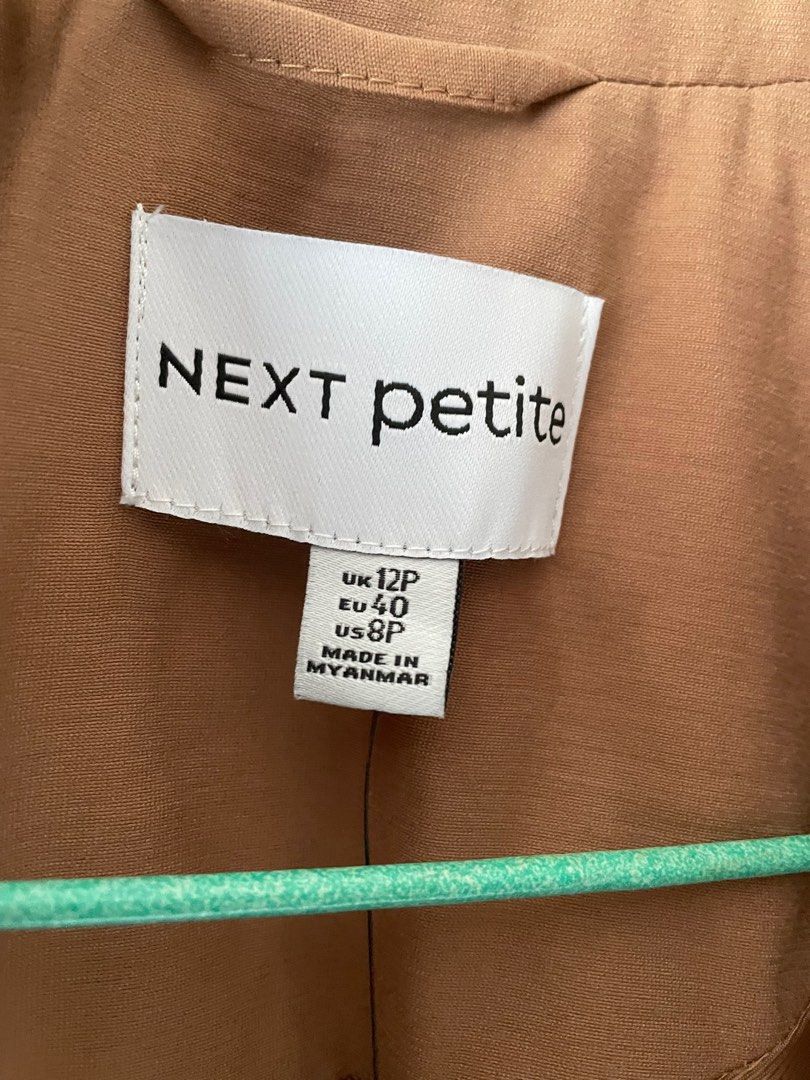 NEXT petite
UK 12P
EU 40
US 8P
MADE IN
MYANMAR